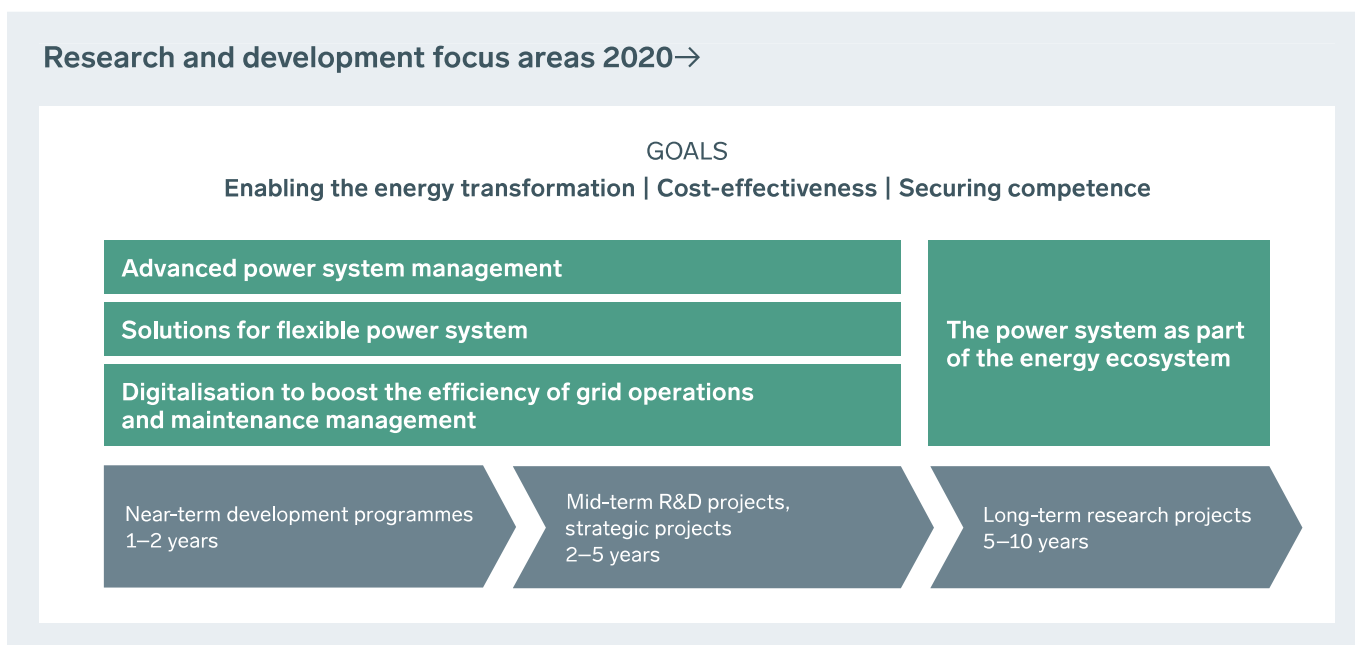 Research and development focus areas 2020→
GOALS
Enabling the energy transformation | Cost-effectiveness | Securing competence
Advanced power system management
Solutions for flexible power system
Digitalisation to boost the efficiency of grid operations
and maintenance management
The power system as part
of the energy ecosystem
Near-term development programmes
1–2 years
Mid-term R&D projects,
strategic projects
2–5 years
Long-term research projects
5–10 years